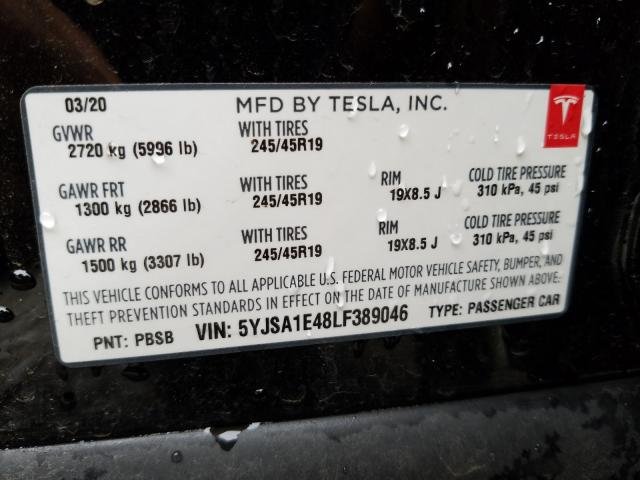 03/20 MFD BY TESLA, INC.
TESLA
GVWR WITH TIRES
2720 kg (5996 lb) 245/45R19
GAWR FRT WITH TIRES RIM COLD TIRE PRESSURE
1300 kg (2866 lb) 245/45R19 19X8.5 J 310 kPa, 45 psi
GAWR RR WITH TIRES RIM COLD TIRE PRESSURE
1500 kg (3307 lb) 245/45R19 19X8.5 J 310 kPa, 45 psi
THIS VEHICLE CONFORMS TO ALL APPLICABLE U.S. FEDERAL MOTOR VEHICLE SAFETY, BUMPER, AND
THEFT PREVENTION STANDARDS IN EFFECT ON THE DATE OF MANUFACTURE SHOWN ABOVE.
PNT: PBSB VIN: 5YJSA1E48LF389046 TYPE: PASSENGER CAR